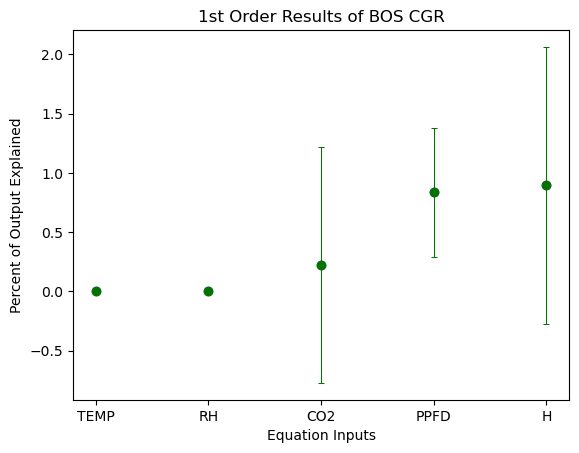 1st Order Results of BOS CGR
Percent of Output Explained
2.0
1.5
1.0
0.5
0.0
−0.5
TEMP RH CO2 PPFD H
Equation Inputs